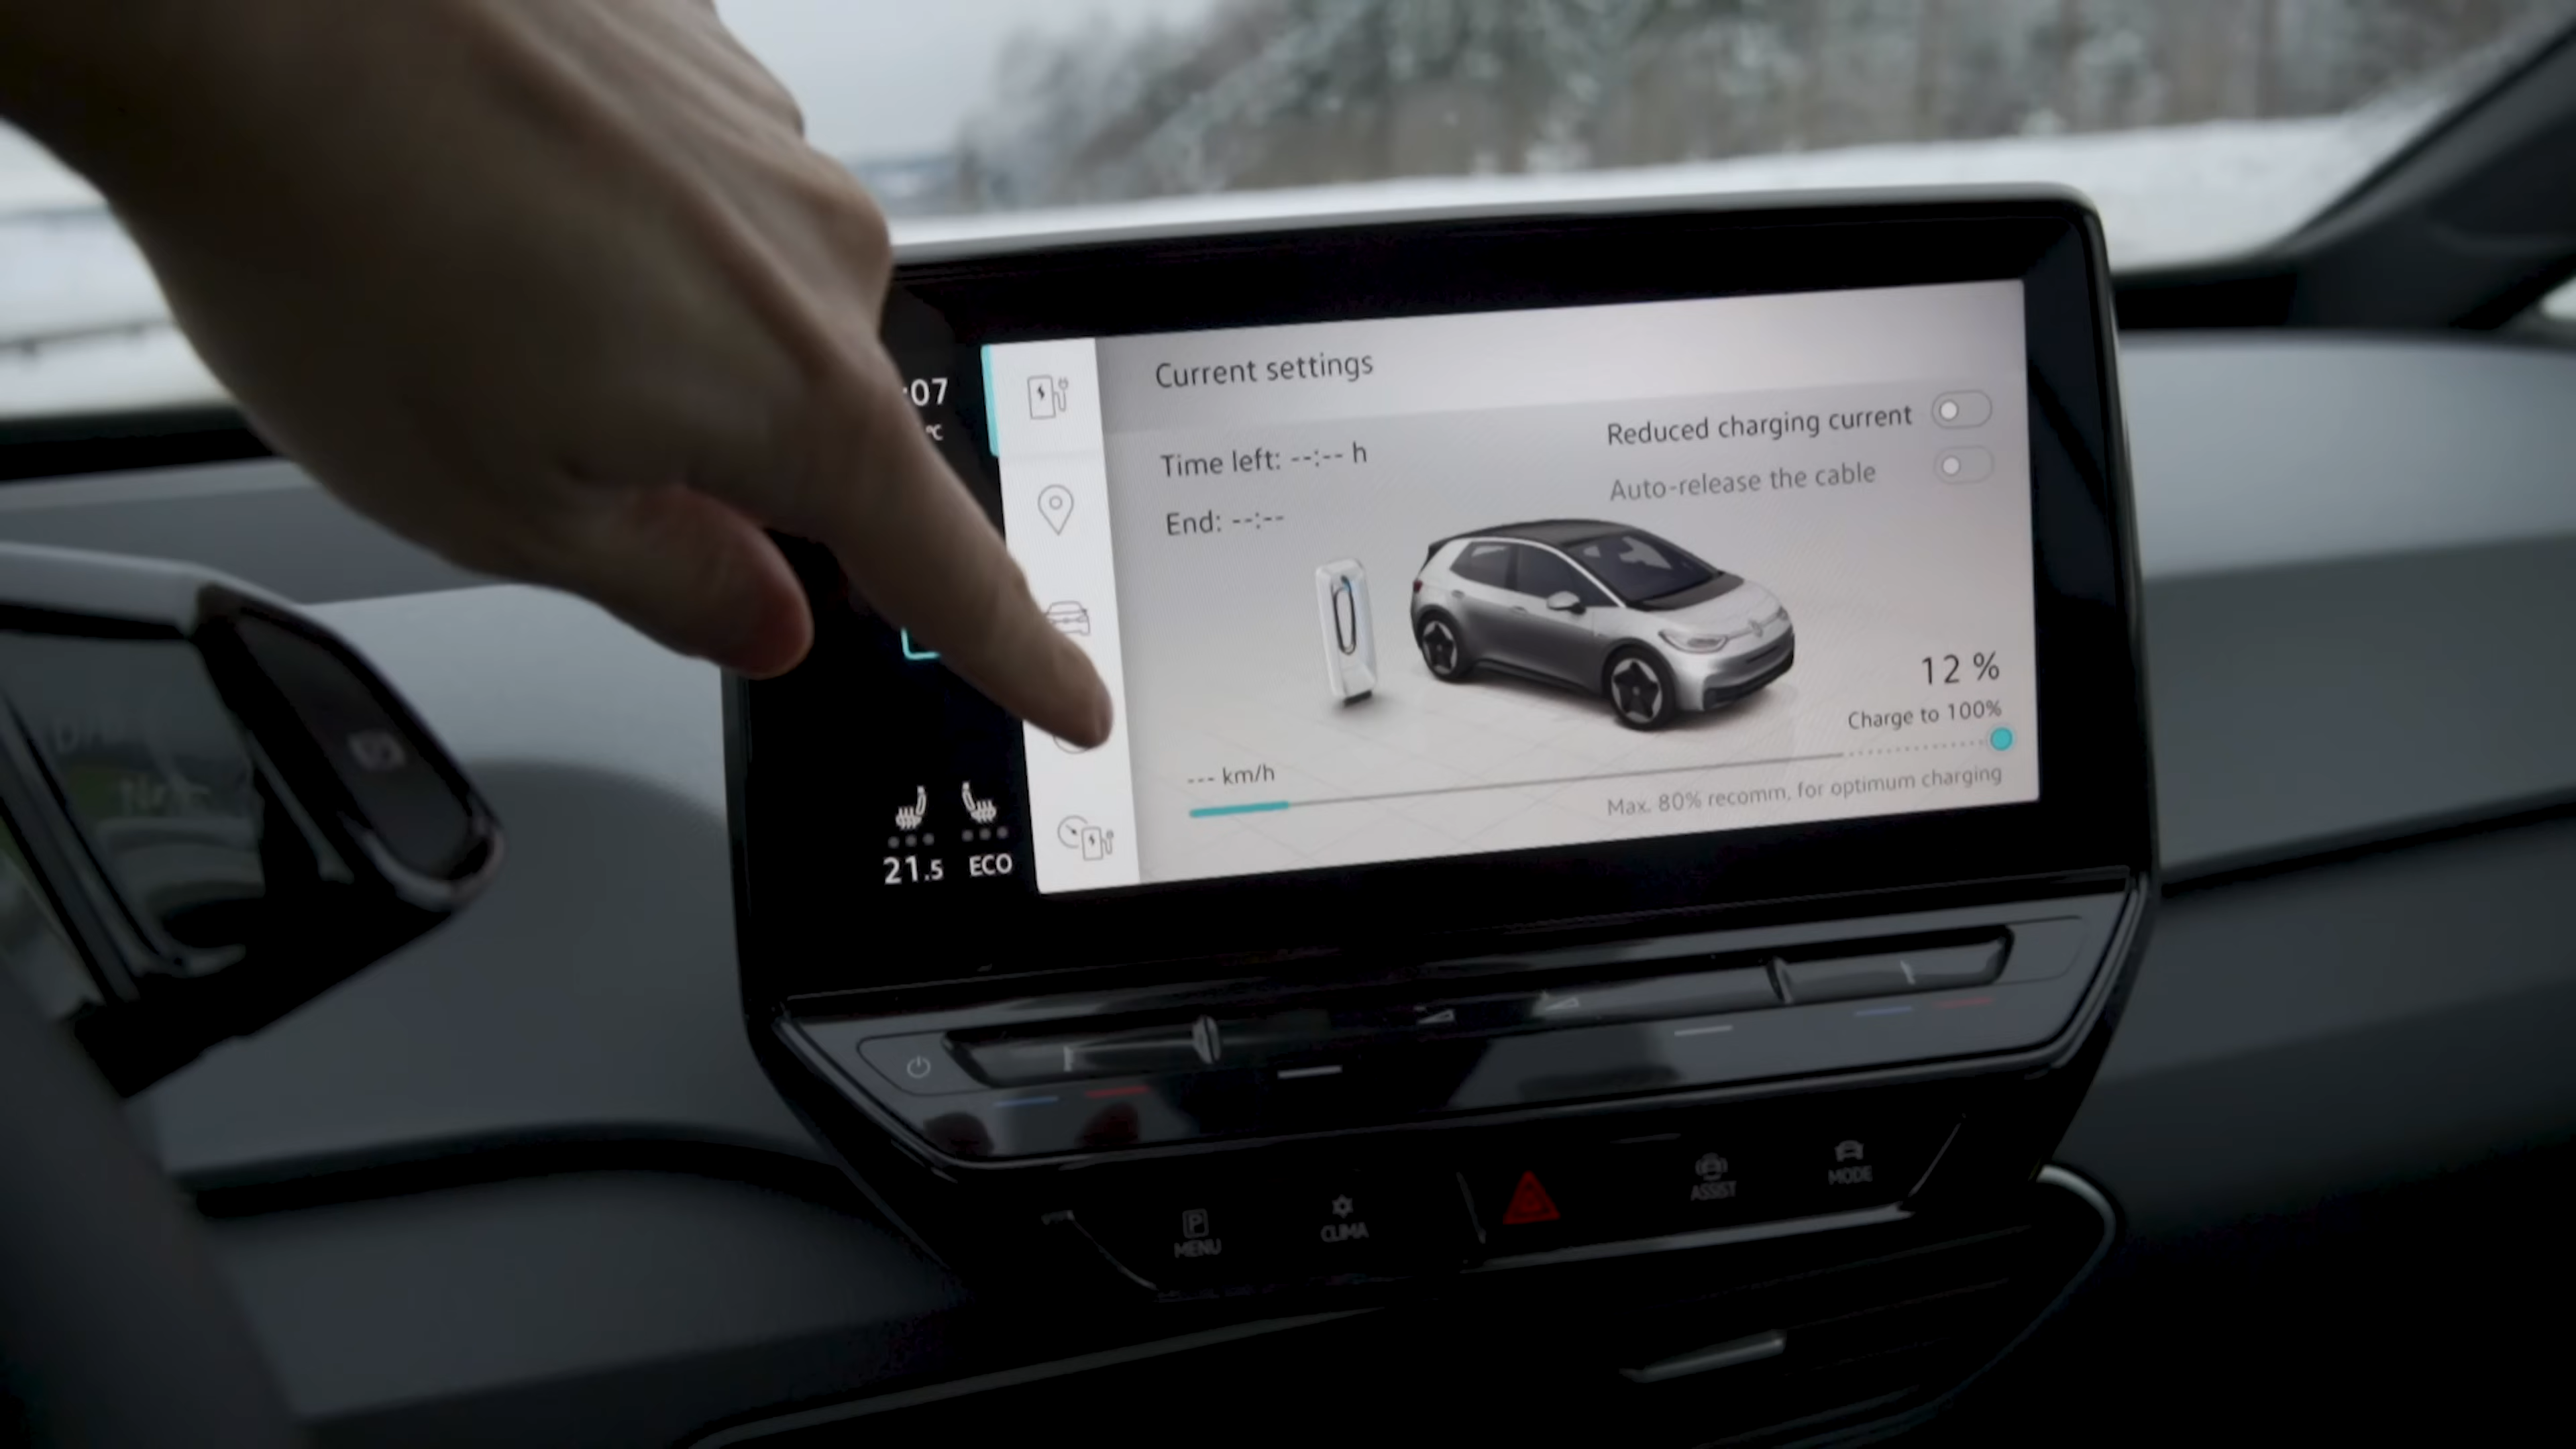 :07
°C
Current settings
Reduced charging current
Time left: --:-- h
Auto-release the cable
End: --:--
12 %
Charge to 100%
--- km/h
Max. 80% recomm. for optimum charging
21.5 ECO
MENU
CLIMA
ASSIST
MODE